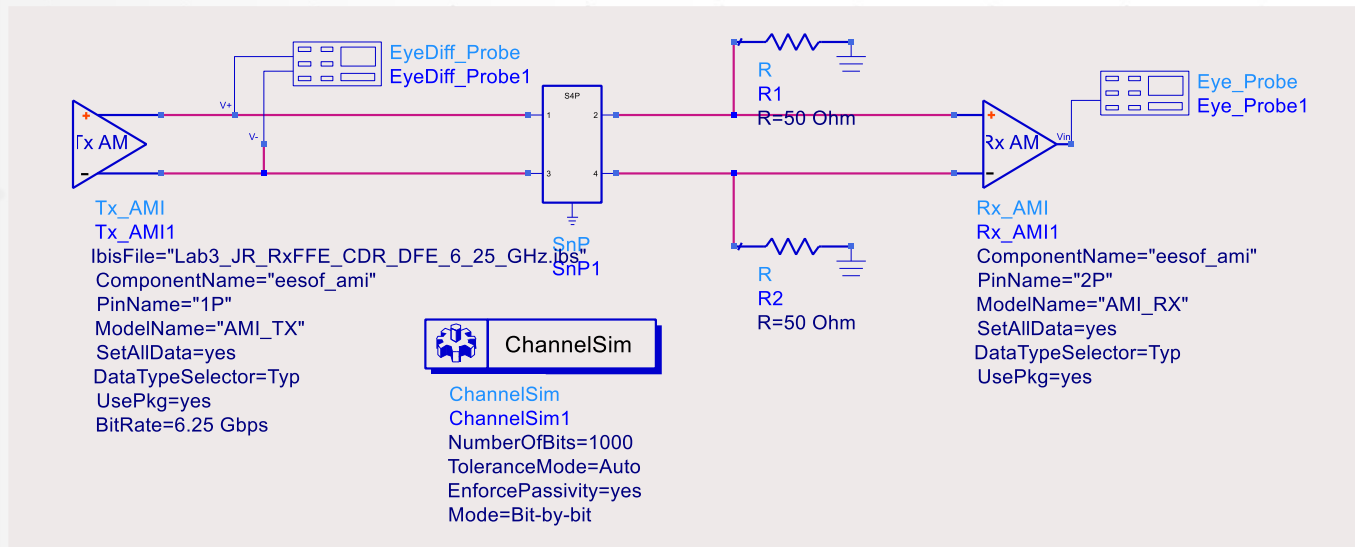 EyeDiff_Probe
EyeDiff_Probe1
V+
V-
+
Tx AM
-
S4P
1
2
3
4
R
R1
R=50 Ohm
+
Rx AM
-
Vin
Eye_Probe
Eye_Probe1
Tx_AMI
Tx_AMI1
IbisFile="Lab3_JR_RxFFE_CDR_DFE_6_25_GHz.ibs"
ComponentName="eesof_ami"
PinName="1P"
ModelName="AMI_TX"
SetAllData=yes
DataTypeSelector=Typ
UsePkg=yes
BitRate=6.25 Gbps
SnP
SnP1
ChannelSim
ChannelSim
ChannelSim1
NumberOfBits=1000
ToleranceMode=Auto
EnforcePassivity=yes
Mode=Bit-by-bit
R
R2
R=50 Ohm
Rx_AMI
Rx_AMI1
ComponentName="eesof_ami"
PinName="2P"
ModelName="AMI_RX"
SetAllData=yes
DataTypeSelector=Typ
UsePkg=yes